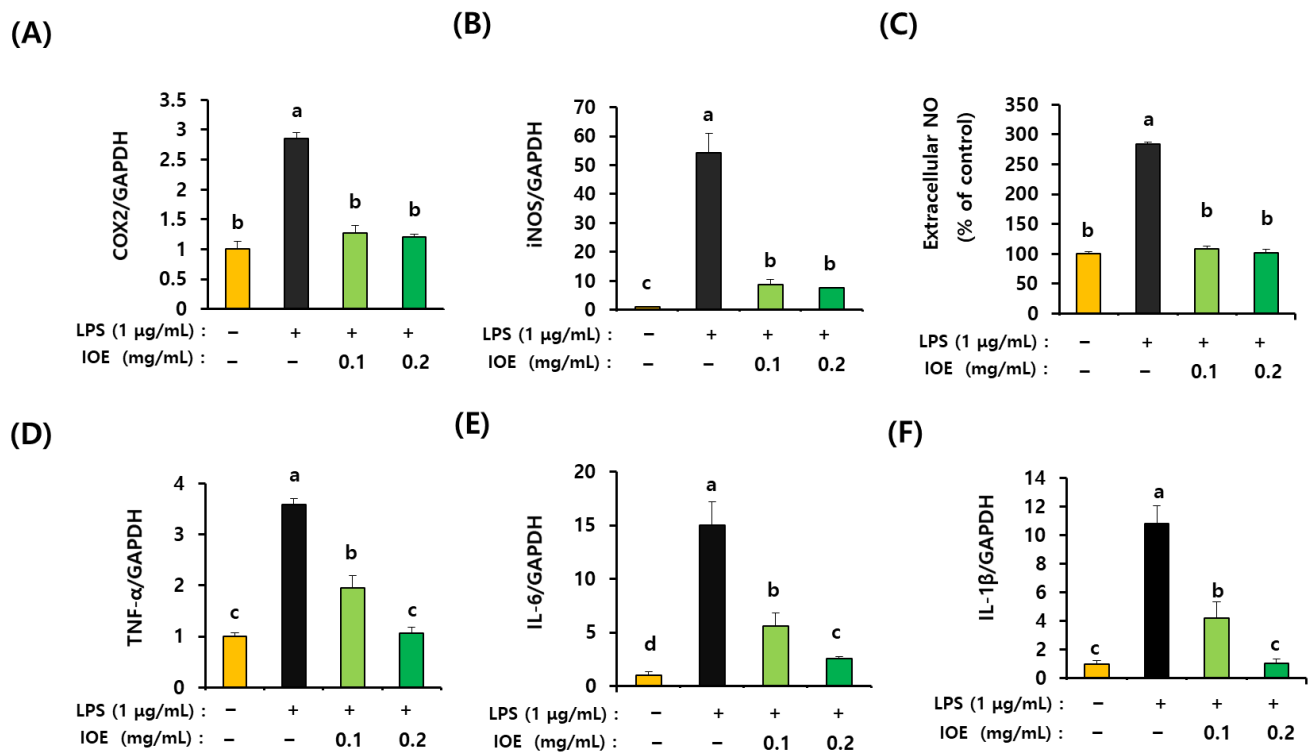 (A)
COX2/GAPDH
3.5
3
2.5
2
1.5
1
0.5
0
b
a
b
b
LPS (1 μg/mL) : − + + +
IOE (mg/mL) : − − 0.1 0.2
(B)
iNOS/GAPDH
70
60
50
40
30
20
10
0
c
a
b
b
LPS (1 μg/mL) : − + + +
IOE (mg/mL) : − − 0.1 0.2
(C)
Extracellular NO
(% of control)
350
300
250
200
150
100
50
0
b
a
b
b
LPS (1 μg/mL) : − + + +
IOE (mg/mL) : − − 0.1 0.2
(D)
TNF-α/GAPDH
4
3
2
1
0
c
a
b
c
LPS (1 μg/mL) : − + + +
IOE (mg/mL) : − − 0.1 0.2
(E)
IL-6/GAPDH
20
15
10
5
0
d
a
b
c
LPS (1 μg/mL) : − + + +
IOE (mg/mL) : − − 0.1 0.2
(F)
IL-1β/GAPDH
14
12
10
8
6
4
2
0
c
a
b
c
LPS (1 μg/mL) : − + + +
IOE (mg/mL) : − − 0.1 0.2